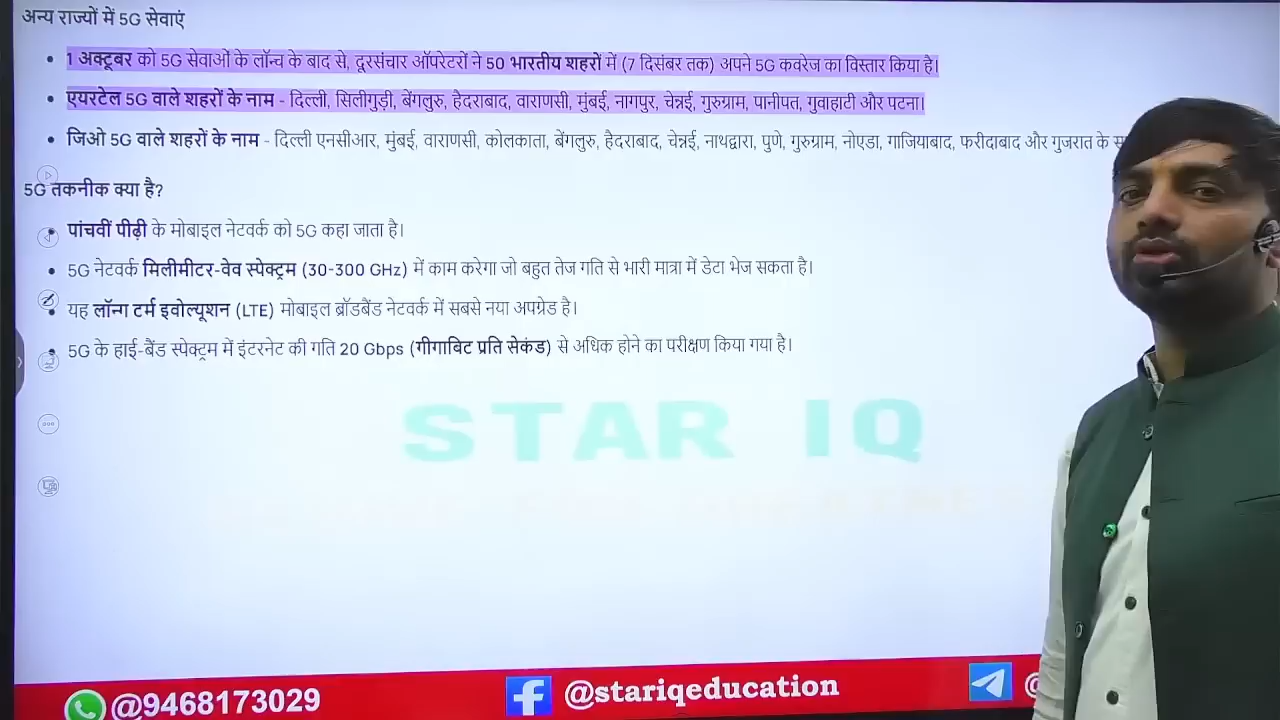 अन्य राज्यों में 5G सेवाएं
• 1 अक्टूबर को 5G सेवाओं के लॉन्च के बाद से, दूरसंचार ऑपरेटरों ने 50 भारतीय शहरों में (7 दिसंबर तक) अपने 5G कवरेज का विस्तार किया है।
• एयरटेल 5G वाले शहरों के नाम - दिल्ली, सिलीगुड़ी, बेंगलुरु, हैदराबाद, वाराणसी, मुंबई, नागपुर, चेन्नई, गुरुग्राम, पानीपत, गुवाहाटी और पटना।
• जिओ 5G वाले शहरों के नाम - दिल्ली एनसीआर, मुंबई, वाराणसी, कोलकाता, बेंगलुरु, हैदराबाद, चेन्नई, नाथद्वारा, पुणे, गुरुग्राम, नोएडा, गाजियाबाद, फरीदाबाद और गुजरात के
5G तकनीक क्या है?
• पांचवीं पीढ़ी के मोबाइल नेटवर्क को 5G कहा जाता है।
• 5G नेटवर्क मिलीमीटर-वेव स्पेक्ट्रम (30-300 GHz) में काम करेगा जो बहुत तेज गति से भारी मात्रा में डेटा भेज सकता है।
• यह लॉन्ग टर्म इवोल्यूशन (LTE) मोबाइल ब्रॉडबैंड नेटवर्क में सबसे नया अपग्रेड है।
• 5G के हाई-बैंड स्पेक्ट्रम में इंटरनेट की गति 20 Gbps (गीगाबिट प्रति सेकंड) से अधिक होने का परीक्षण किया गया है।
STAR IQ
@9468173029 @stariqeducation @